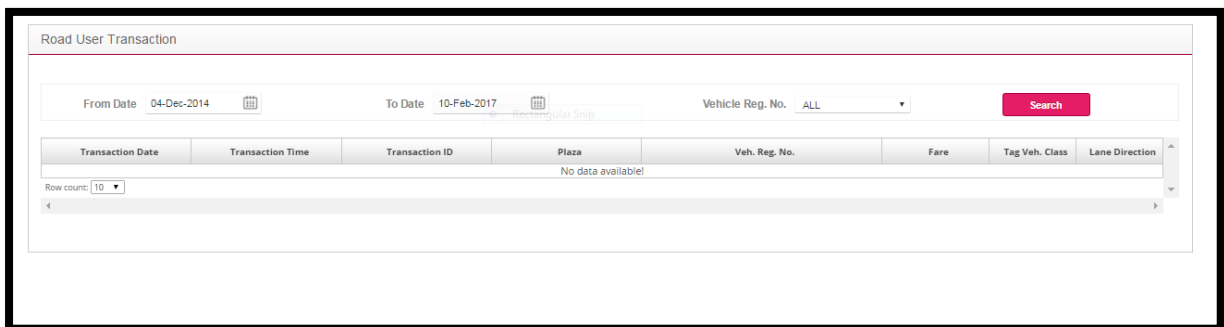 Road User Transaction
From Date 04-Dec-2014 To Date 10-Feb-2017 Vehicle Reg. No. ALL Search
Rectangular Snip
Transaction Date Transaction Time Transaction ID Plaza Veh. Reg. No. Fare Tag Veh. Class Lane Direction
No data available!
Row count: 10